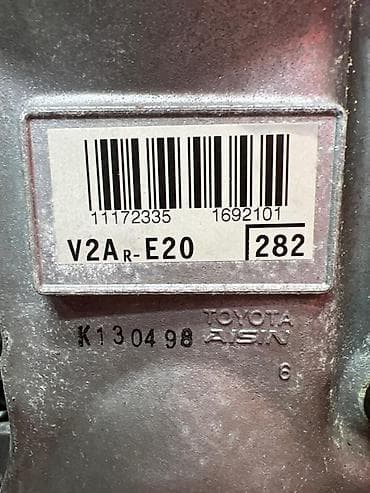 11172335 1692101
V2AR-E20 282
K130498 TOYOTA
AISIN
6